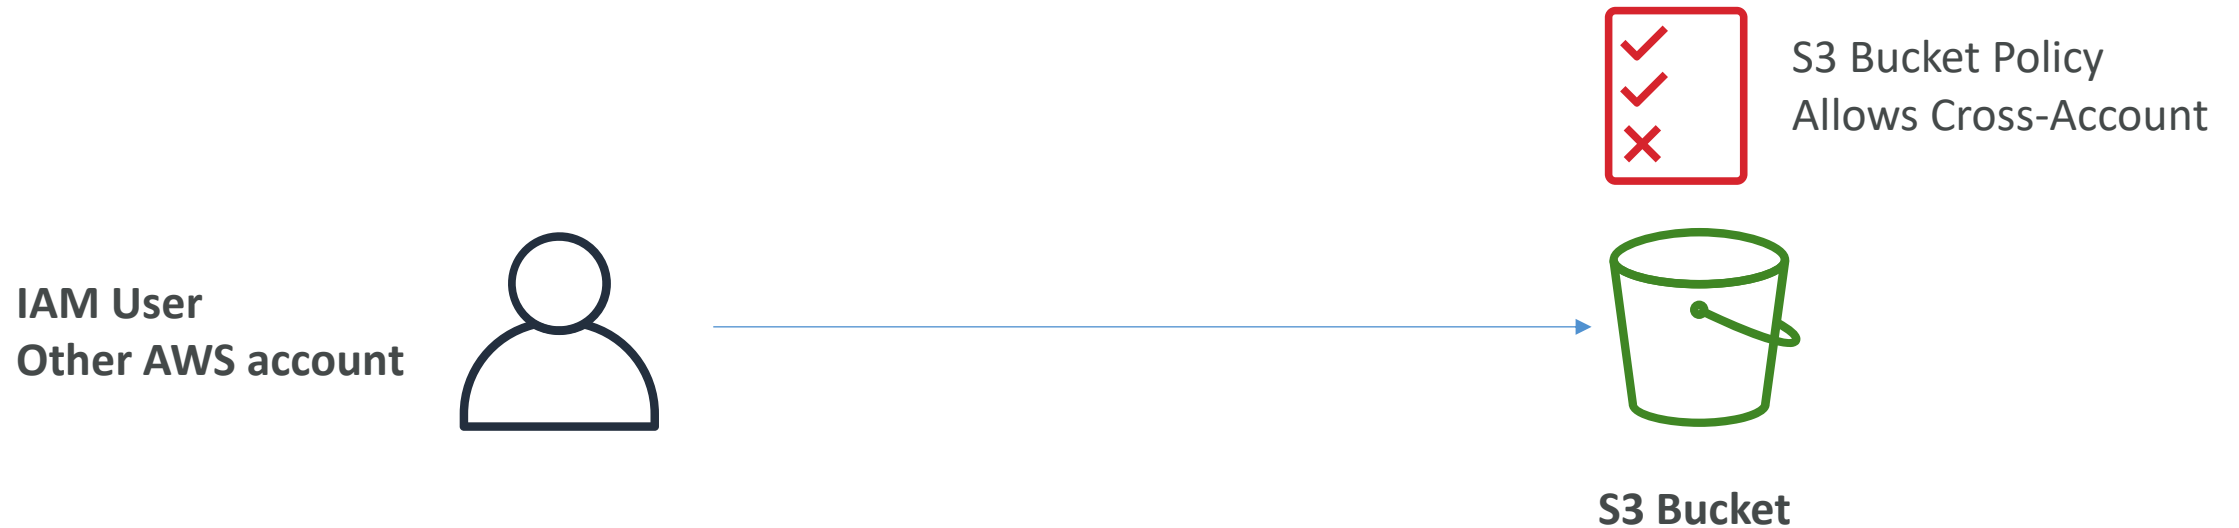 S3 Bucket Policy
Allows Cross-Account
IAM User
Other AWS account
S3 Bucket